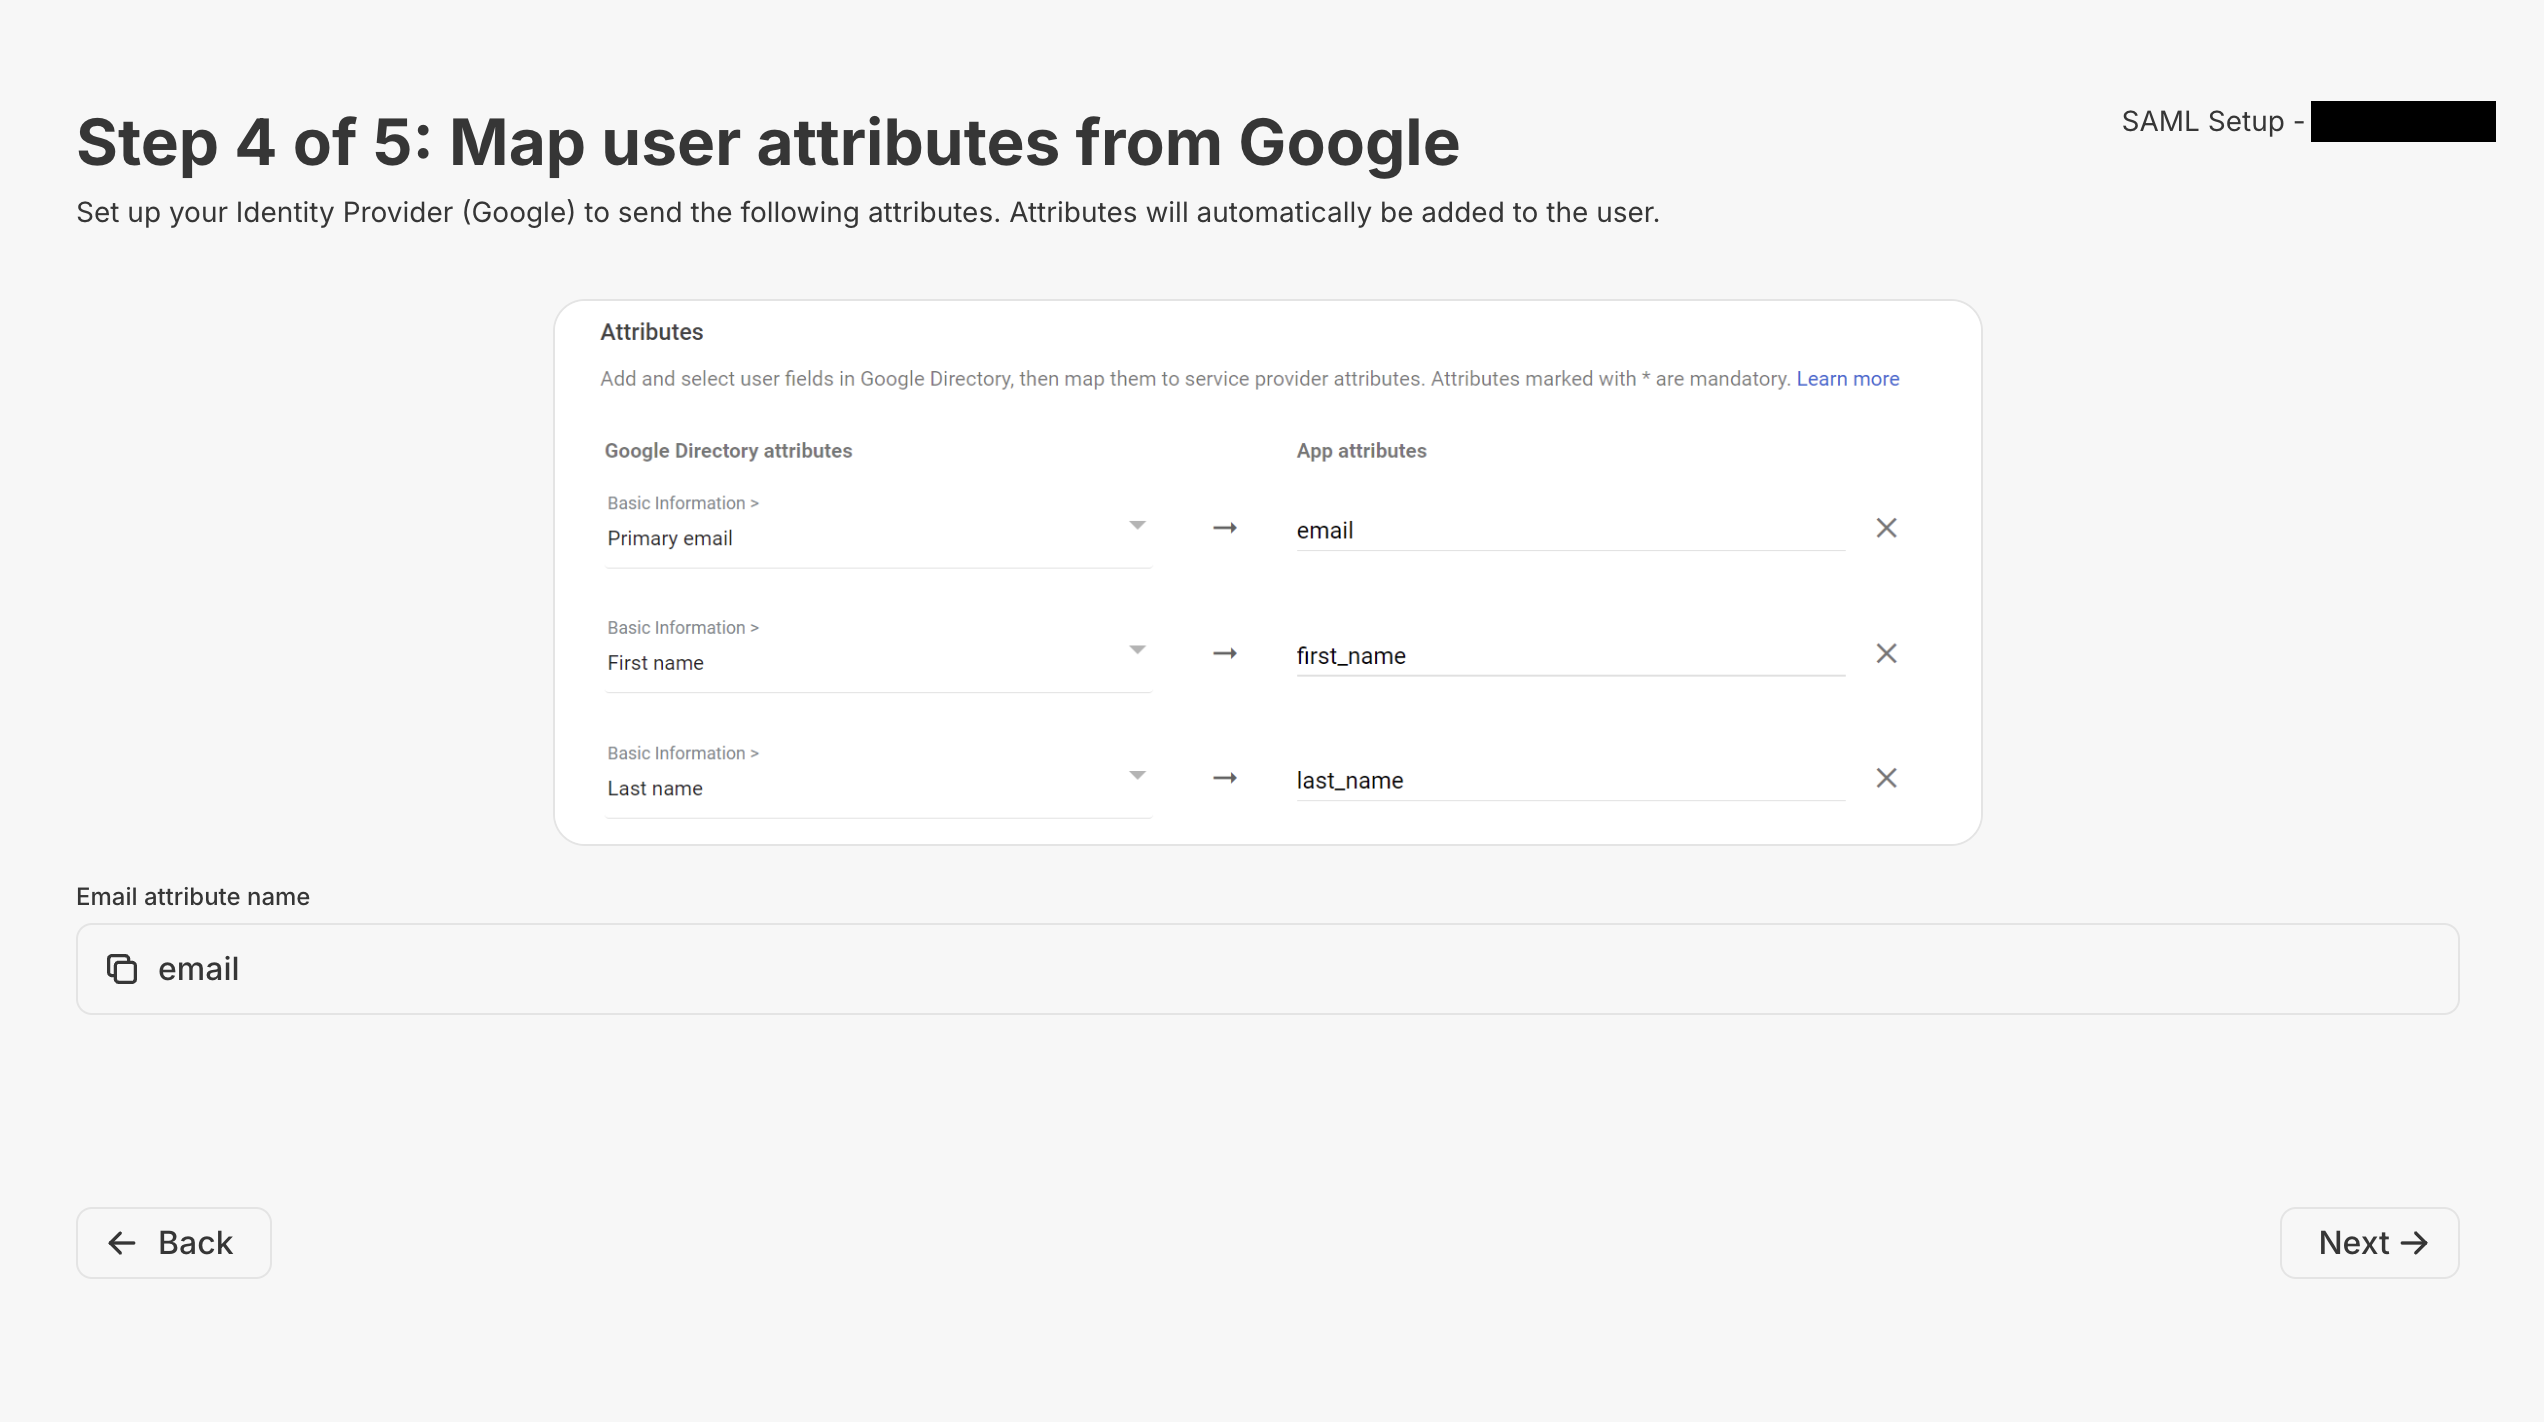 SAML Setup -
Step 4 of 5: Map user attributes from Google
Set up your Identity Provider (Google) to send the following attributes. Attributes will automatically be added to the user.
Attributes
Add and select user fields in Google Directory, then map them to service provider attributes. Attributes marked with * are mandatory. Learn more
Google Directory attributes
App attributes
Basic Information >
Primary email
email
Basic Information >
First name
first_name
Basic Information >
Last name
last_name
Email attribute name
email
Back
Next